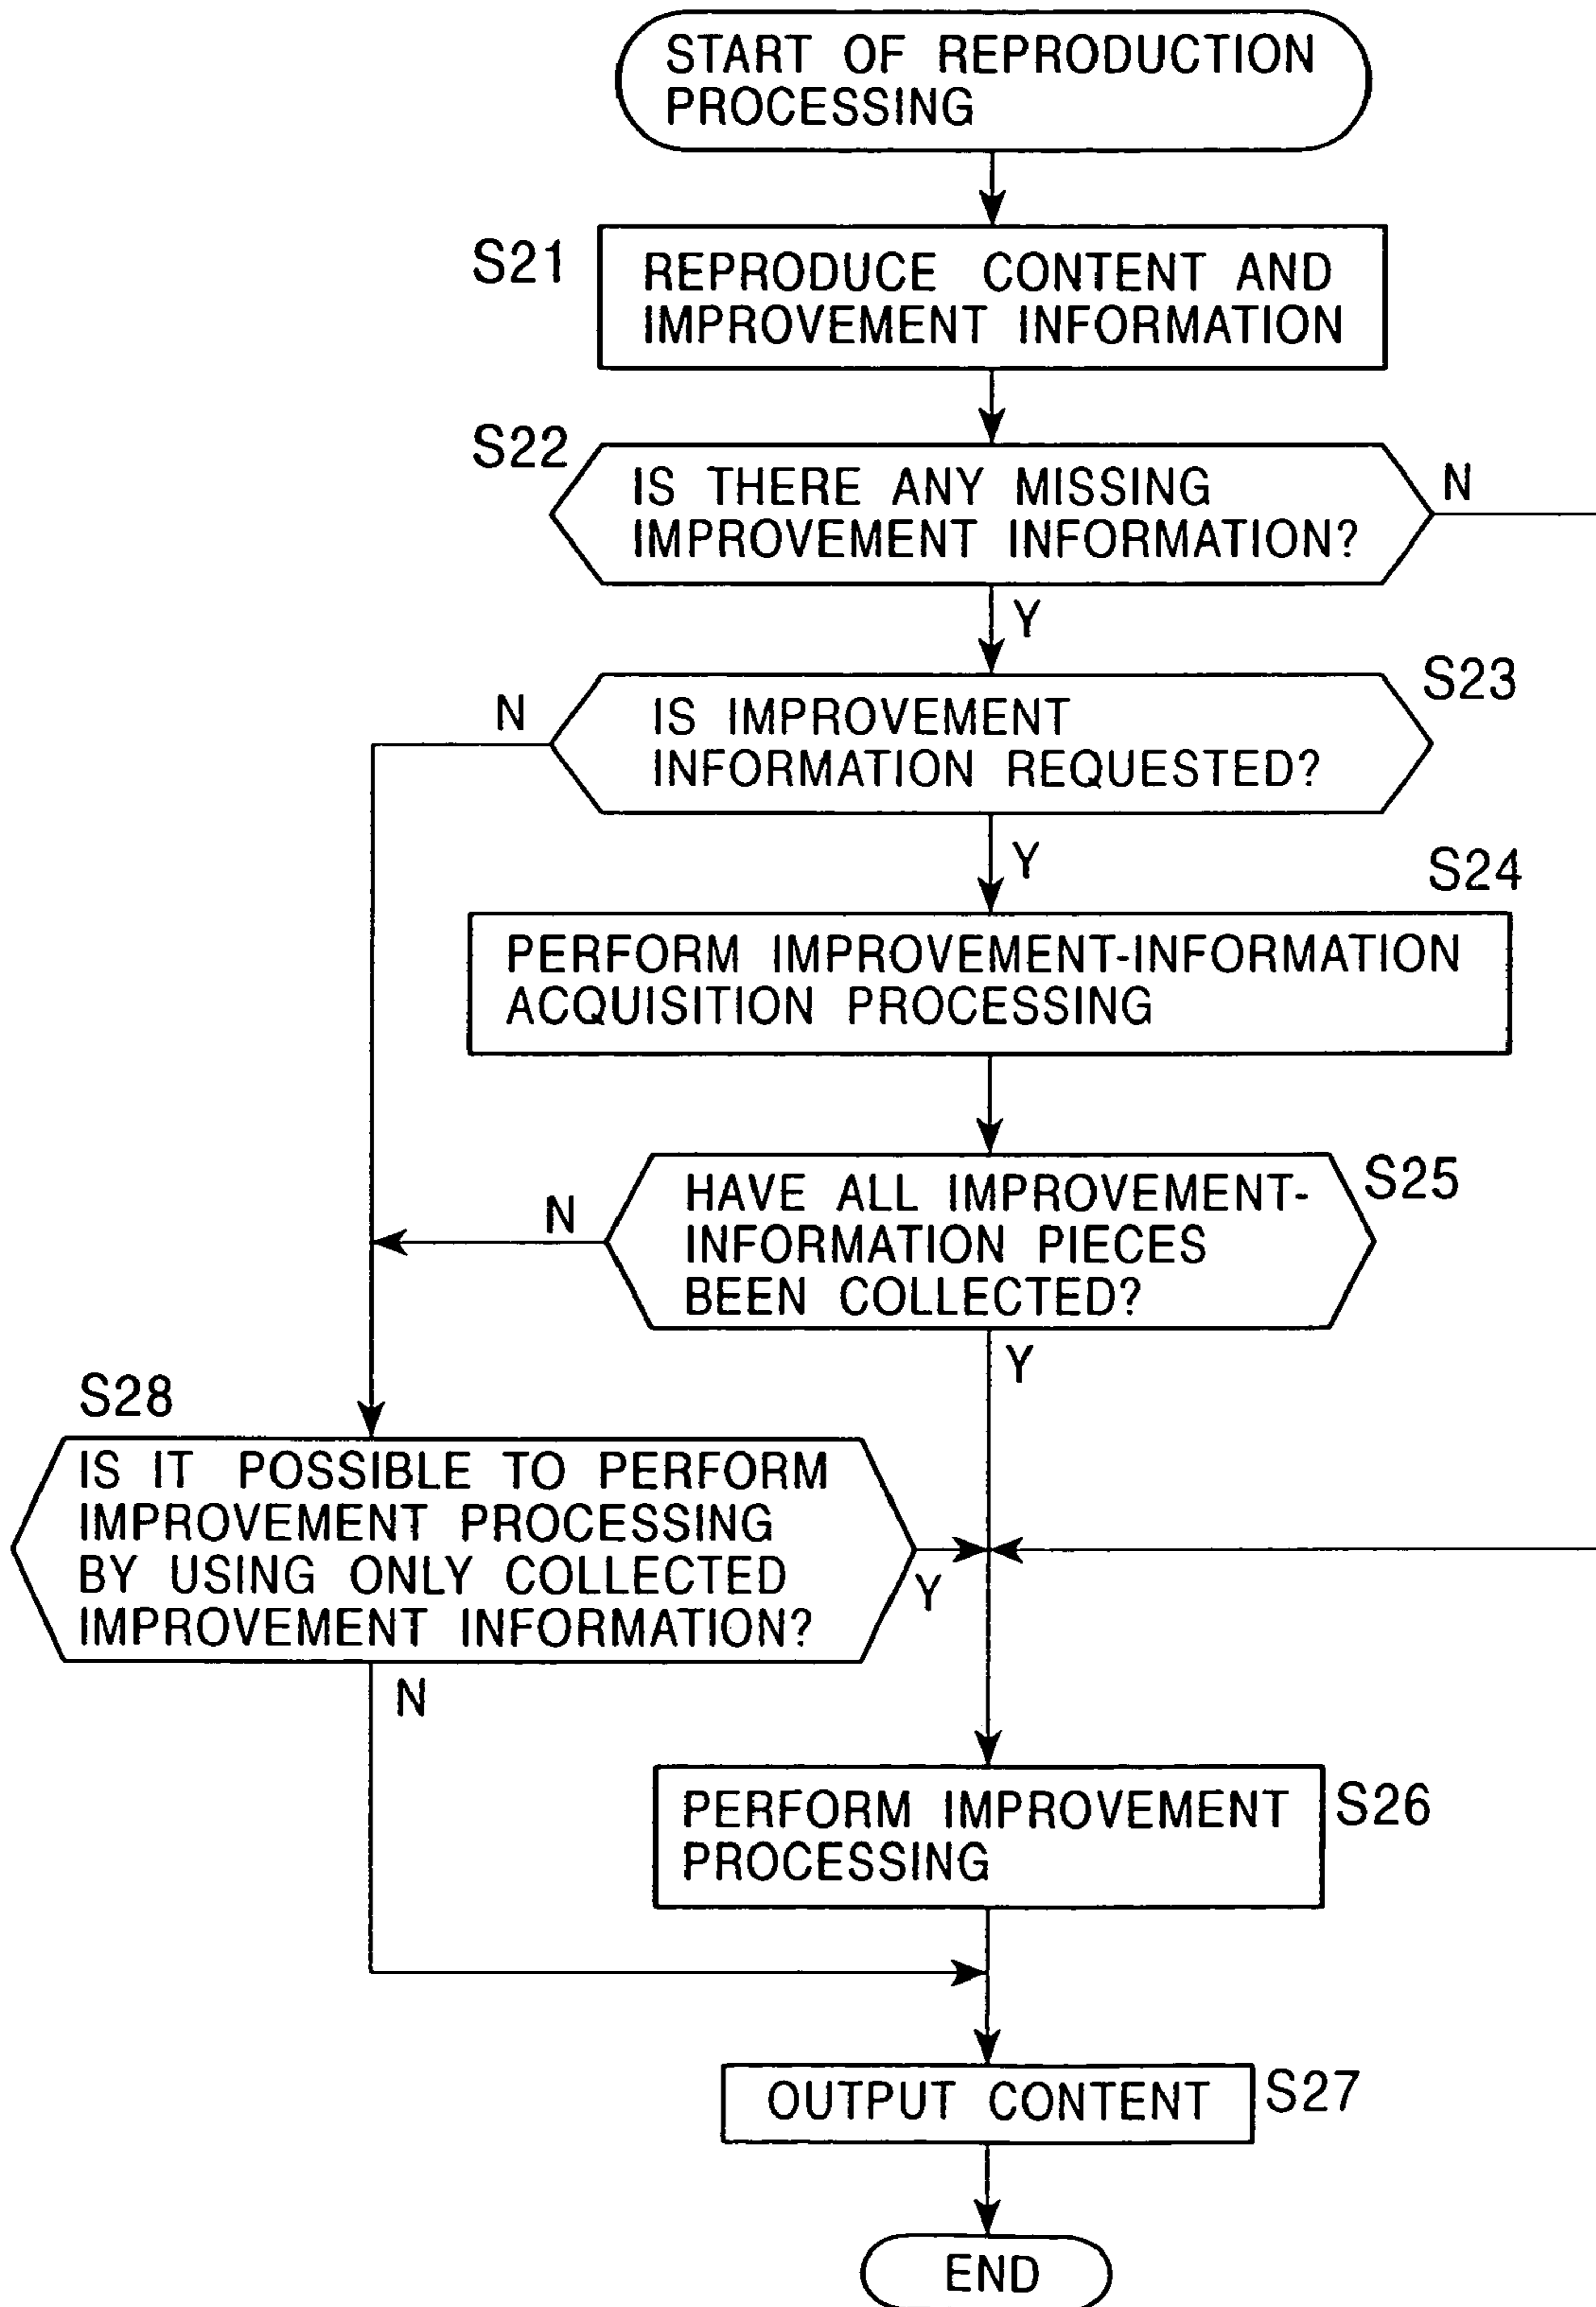 START OF REPRODUCTION
PROCESSING
S21
REPRODUCE CONTENT AND
IMPROVEMENT INFORMATION
S22
IS THERE ANY MISSING
IMPROVEMENT INFORMATION?
N
Y
S23
N
IS IMPROVEMENT
INFORMATION REQUESTED?
Y
S24
PERFORM IMPROVEMENT-INFORMATION
ACQUISITION PROCESSING
S25
N
HAVE ALL IMPROVEMENT-
INFORMATION PIECES
BEEN COLLECTED?
Y
S28
IS IT POSSIBLE TO PERFORM
IMPROVEMENT PROCESSING
BY USING ONLY COLLECTED
IMPROVEMENT INFORMATION?
Y
N
PERFORM IMPROVEMENT
PROCESSING
S26
OUTPUT CONTENT
S27
END